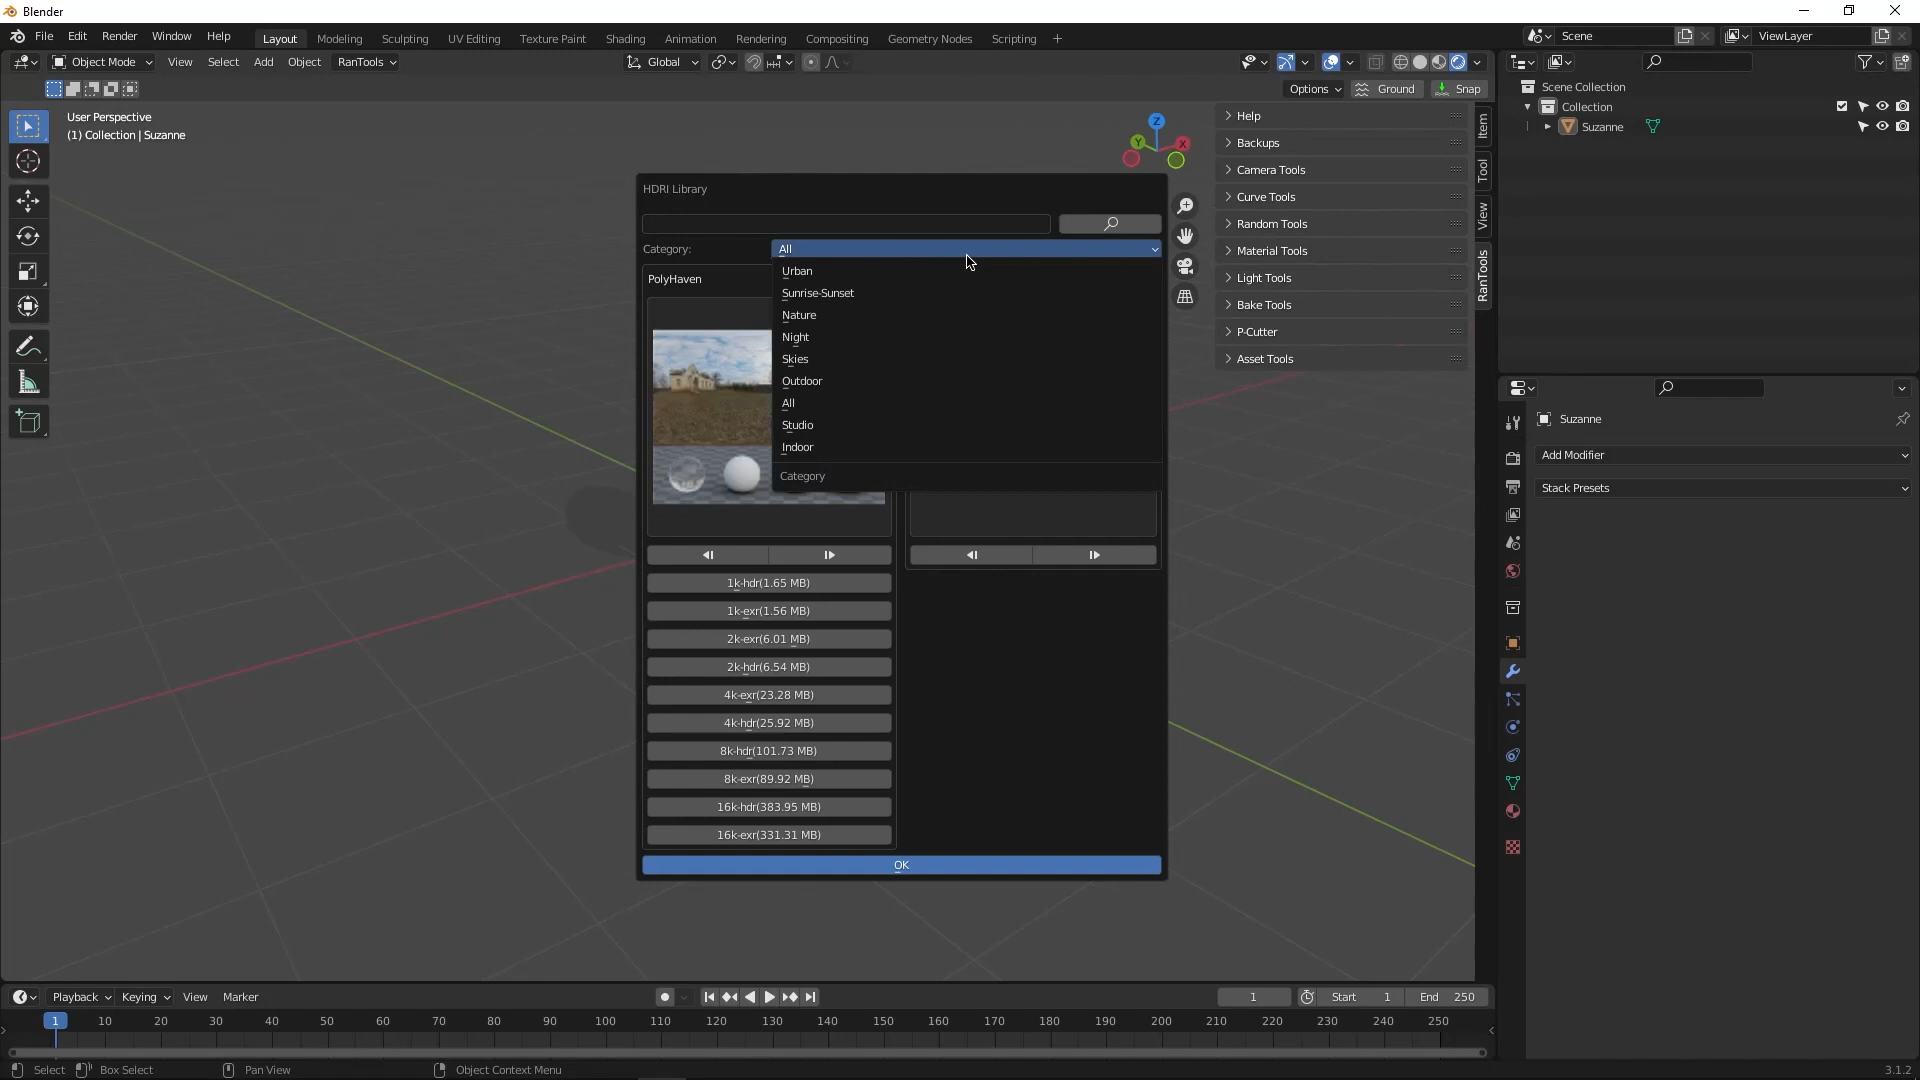 Blender
File Edit Render Window Help
Layout Modeling Sculpting UV Editing Texture Paint Shading Animation Rendering Compositing Geometry Nodes Scripting +
Scene
ViewLayer
Object Mode View Select Add Object RanTools
Global
Options Ground Snap
User Perspective
(1) Collection | Suzanne
Z
Y
X
Help
Backups
Camera Tools
Curve Tools
Random Tools
Material Tools
Light Tools
Bake Tools
P-Cutter
Asset Tools
Item
Tool
View
RanTools
Scene Collection
Collection
Suzanne
HDRI Library
Category: All
Urban
Sunrise-Sunset
Nature
Night
Skies
Outdoor
All
Studio
Indoor
Category
PolyHaven
1k-hdr(1.65 MB)
1k-exr(1.56 MB)
2k-exr(6.01 MB)
2k-hdr(6.54 MB)
4k-exr(23.28 MB)
4k-hdr(25.92 MB)
8k-hdr(101.73 MB)
8k-exr(89.92 MB)
16k-hdr(383.95 MB)
16k-exr(331.31 MB)
OK
Suzanne
Add Modifier
Stack Presets
Playback Keying View Marker
1 Start 1 End 250
1 10 20 30 40 50 60 70 80 90 100 110 120 130 140 150 160 170 180 190 200 210 220 230 240 250
Select Box Select Pan View Object Context Menu
3.1.2